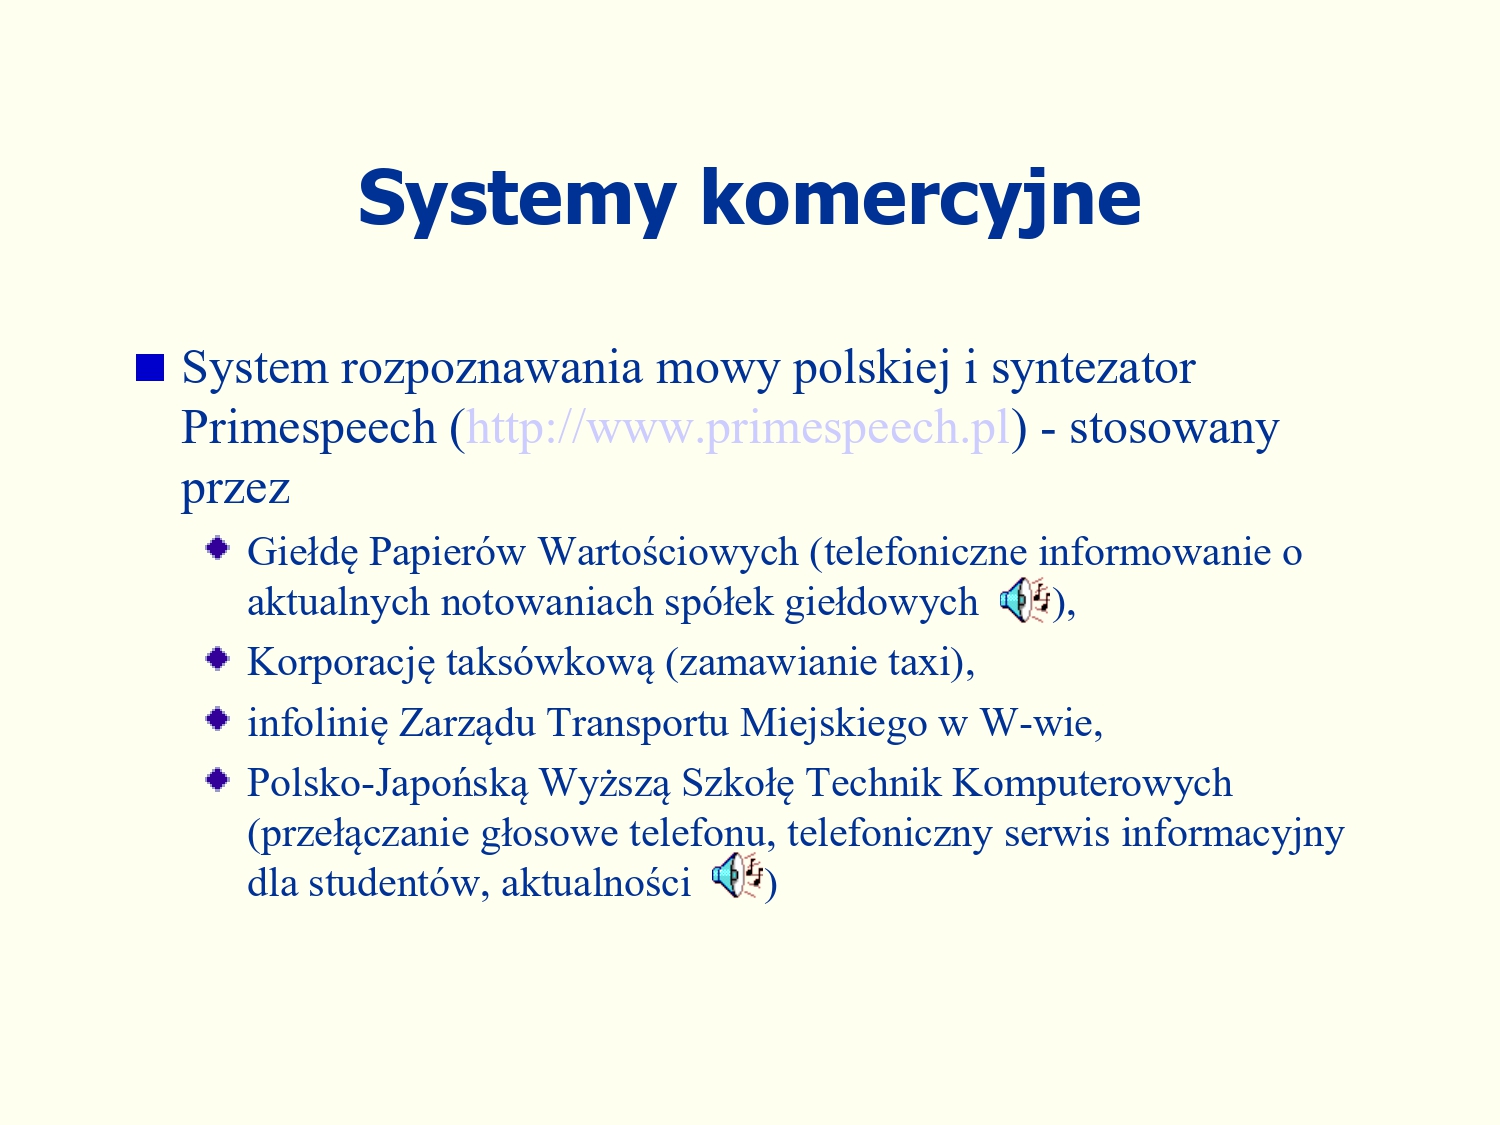 Systemy komercyjne
System rozpoznawania mowy polskiej i syntezator
Primespeech (http://www.primespeech.pl) - stosowany
przez
Giełdę Papierów Wartościowych (telefoniczne informowanie o
aktualnych notowaniach spółek giełdowych ),
Korporację taksówkową (zamawianie taxi),
infolinię Zarządu Transportu Miejskiego w W-wie,
Polsko-Japońską Wyższą Szkołę Technik Komputerowych
(przełączanie głosowe telefonu, telefoniczny serwis informacyjny
dla studentów, aktualności )